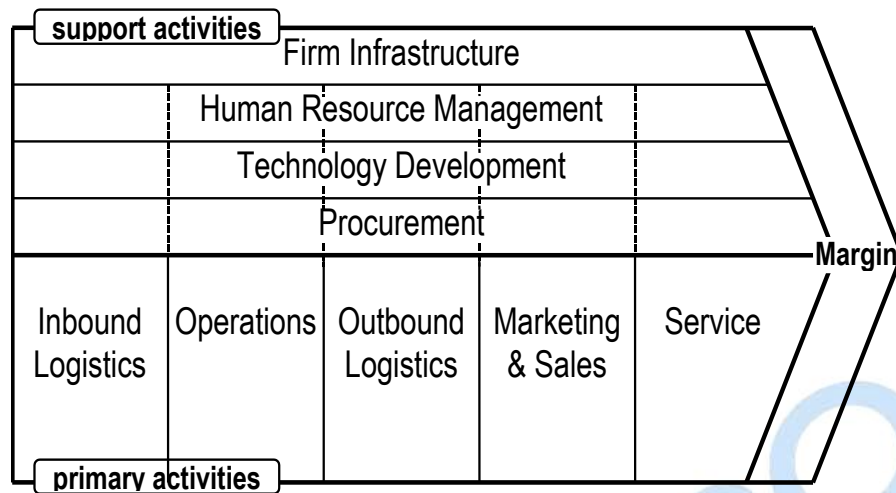 support activities
Firm Infrastructure
Human Resource Management
Technology Development
Procurement
Margin
Inbound
Logistics
Operations
Outbound
Logistics
Marketing
& Sales
Service
primary activities